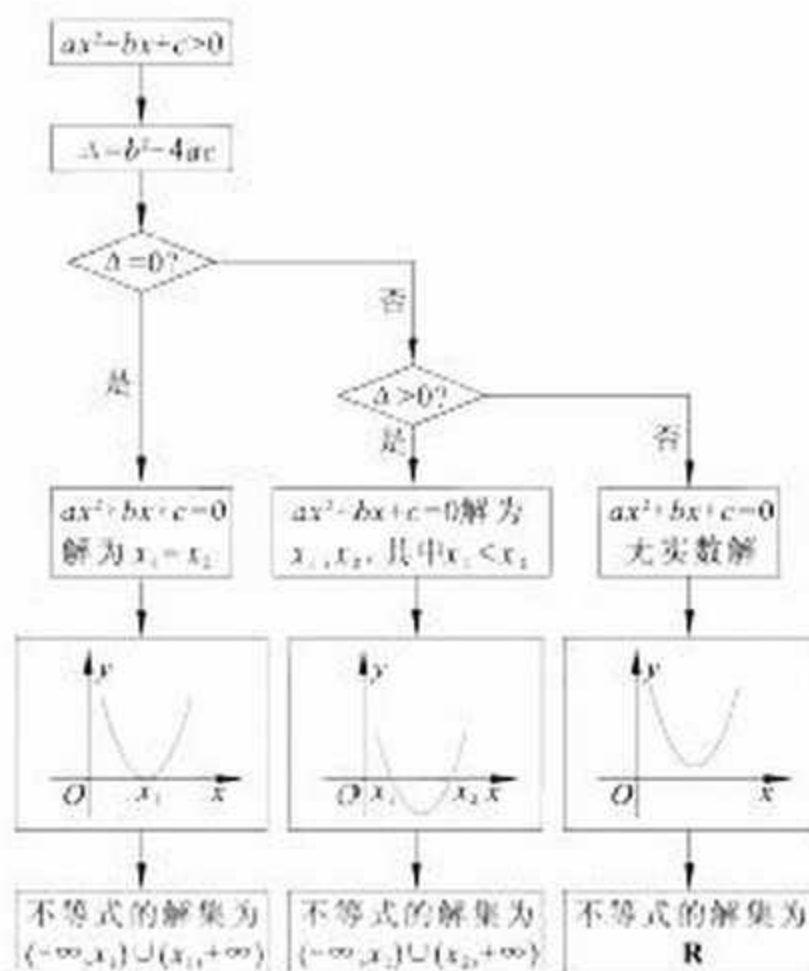 ax²+bx+c>0
Δ=b²-4ac
Δ=0?
否
是
Δ>0?
是
否
ax²+bx+c=0
解为x₁=x₂
ax²+bx+c=0解为
x₁,x₂,其中x₁<x₂
ax²+bx+c=0
无实数解
y
O x₁ x
y
O x₁ x₂ x
y
O x
不等式的解集为
(-∞,x₁)∪(x₁,+∞)
不等式的解集为
(-∞,x₁)∪(x₂,+∞)
不等式的解集为
R